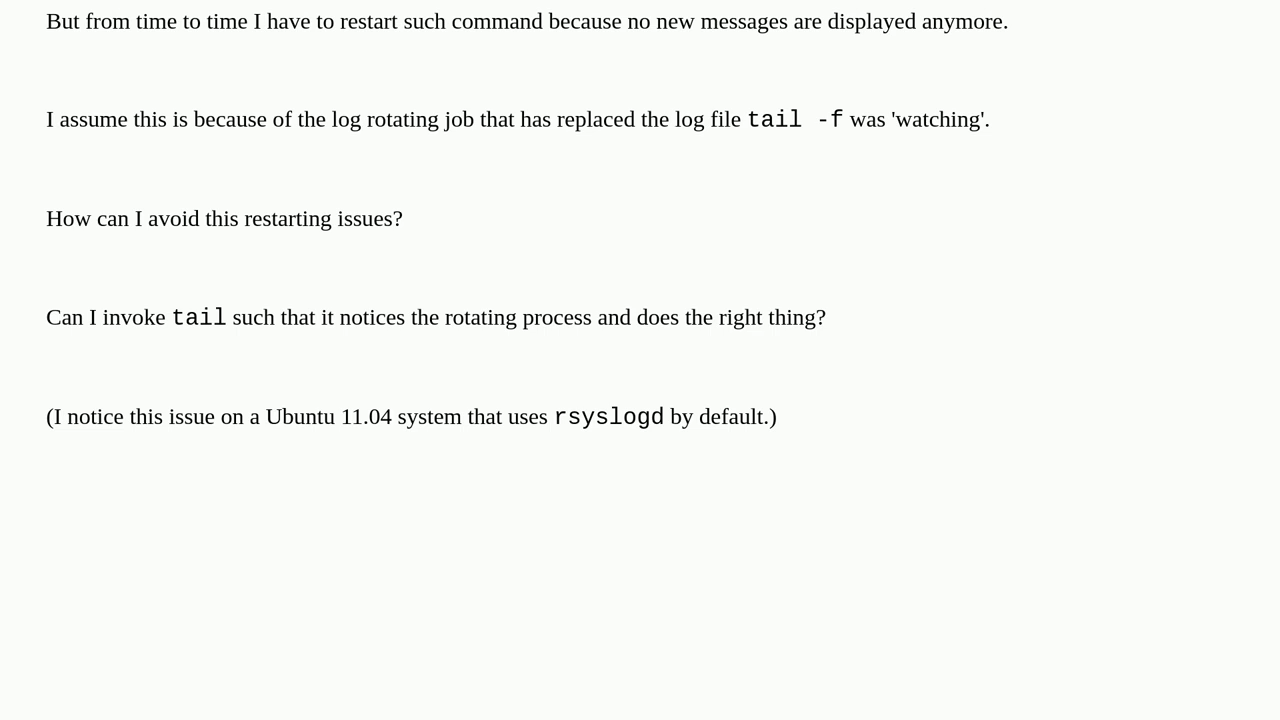 But from time to time I have to restart such command because no new messages are displayed anymore.
I assume this is because of the log rotating job that has replaced the log file tail -f was 'watching'.
How can I avoid this restarting issues?
Can I invoke tail such that it notices the rotating process and does the right thing?
(I notice this issue on a Ubuntu 11.04 system that uses rsyslogd by default.)